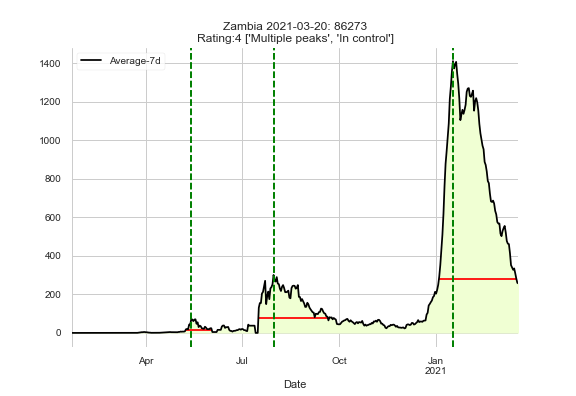 Zambia 2021-03-20: 86273
Rating:4 ['Multiple peaks', 'In control']
Average-7d
1400
1200
1000
800
600
400
200
0
Apr
Jul
Oct
Jan
2021
Date